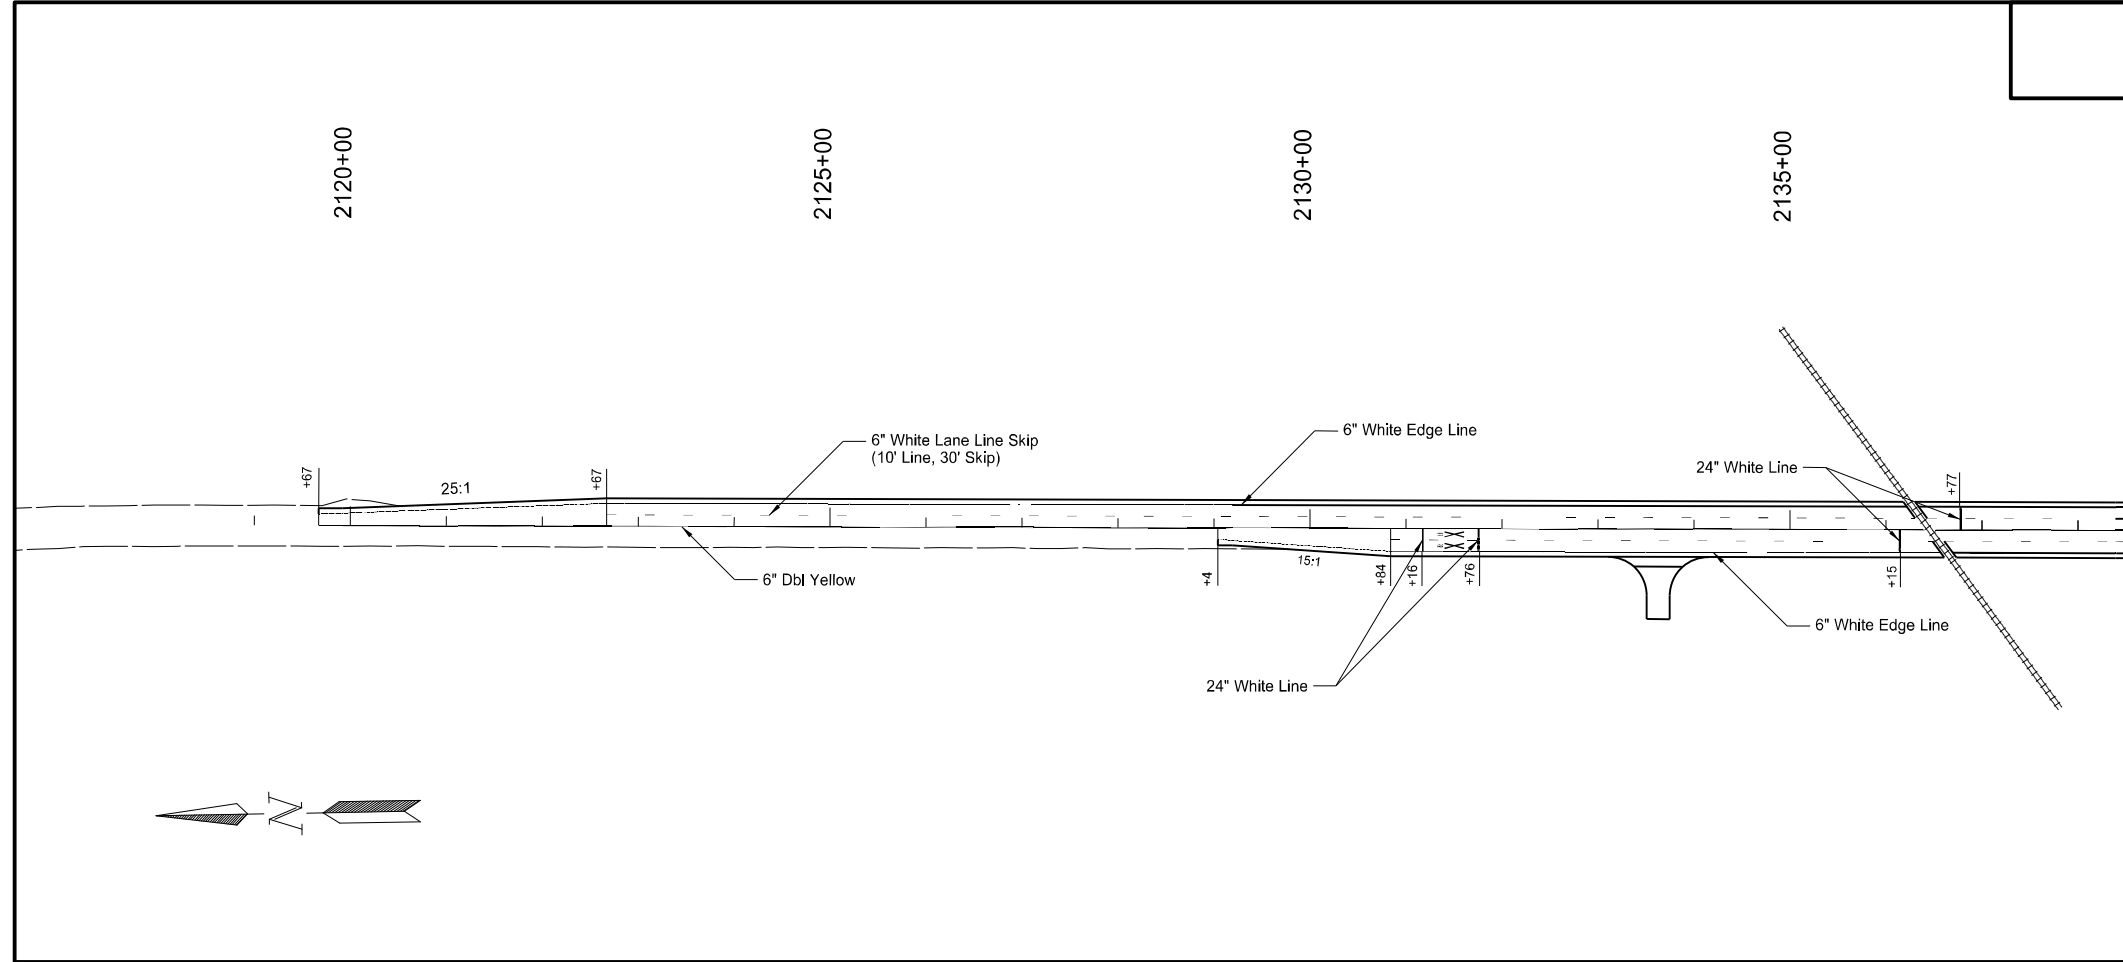 2120+00
2125+00
2130+00
2135+00
6" White Lane Line Skip
(10' Line, 30' Skip)
6" White Edge Line
24" White Line
+67
25:1
+67
+77
6" Dbl Yellow
+4
15:1
+84
+16
+76
+15
6" White Edge Line
24" White Line
N